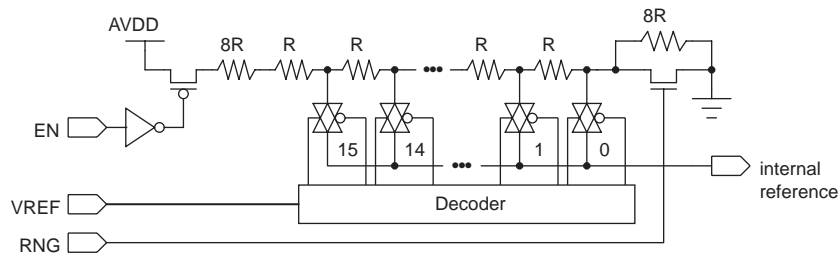 AVDD
8R
R
R
R
R
8R
EN
15
14
1
0
internal
reference
VREF
Decoder
RNG